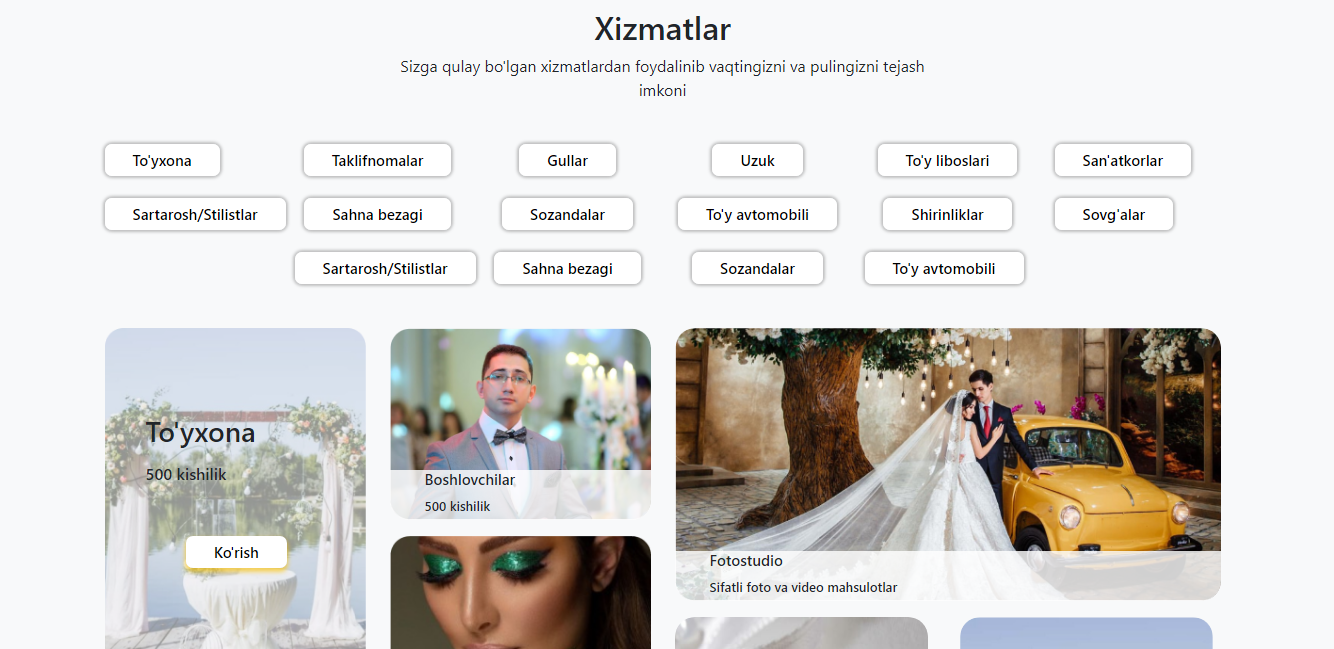 Xizmatlar
Sizga qulay bo'lgan xizmatlardan foydalinib vaqtingizni va pulingizni tejash
imkoni
To'yxona
Taklifnomalar
Gullar
Uzuk
To'y liboslari
San'atkorlar
Sartarosh/Stilistlar
Sahna bezagi
Sozandalar
To'y avtomobili
Shirinliklar
Sovg'alar
Sartarosh/Stilistlar
Sahna bezagi
Sozandalar
To'y avtomobili
To'yxona
500 kishilik
Ko'rish
Boshlovchilar
500 kishilik
Fotostudio
Sifatli foto va video mahsulotlar